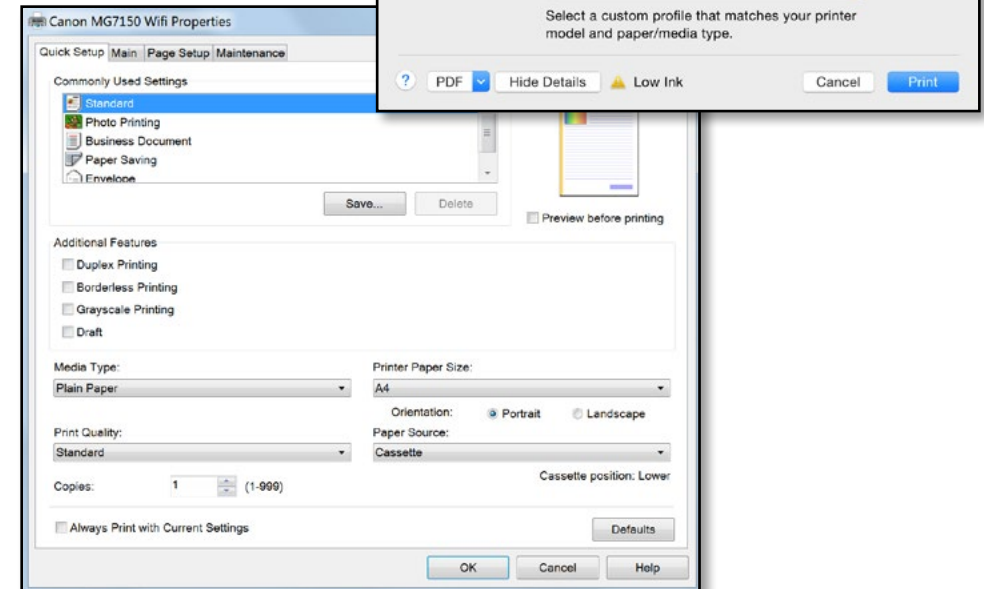 Select a custom profile that matches your printer
model and paper/media type.
? PDF Hide Details Low Ink Cancel Print
Canon MG7150 Wifi Properties
Quick Setup Main Page Setup Maintenance
Commonly Used Settings
Standard
Photo Printing
Business Document
Paper Saving
Envelope
Save... Delete
Preview before printing
Additional Features
Duplex Printing
Borderless Printing
Grayscale Printing
Draft
Media Type: Printer Paper Size:
Plain Paper A4
Orientation: Portrait Landscape
Print Quality: Paper Source:
Standard Cassette
Cassette position: Lower
Copies: 1 (1-999)
Always Print with Current Settings Defaults
OK Cancel Help